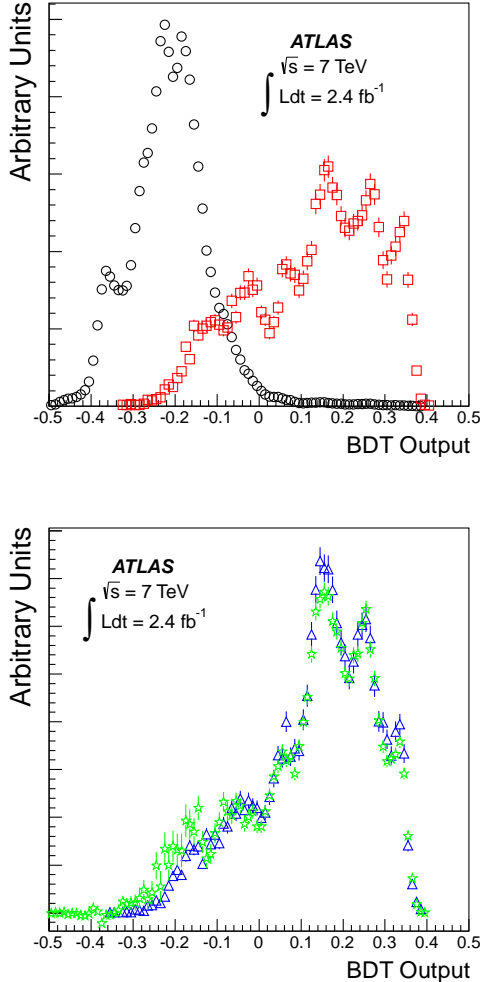 Arbitrary Units
ATLAS
√s = 7 TeV
∫ Ldt = 2.4 fb⁻¹
-0.5 -0.4 -0.3 -0.2 -0.1 0 0.1 0.2 0.3 0.4 0.5
BDT Output
Arbitrary Units
ATLAS
√s = 7 TeV
∫ Ldt = 2.4 fb⁻¹
-0.5 -0.4 -0.3 -0.2 -0.1 0 0.1 0.2 0.3 0.4 0.5
BDT Output